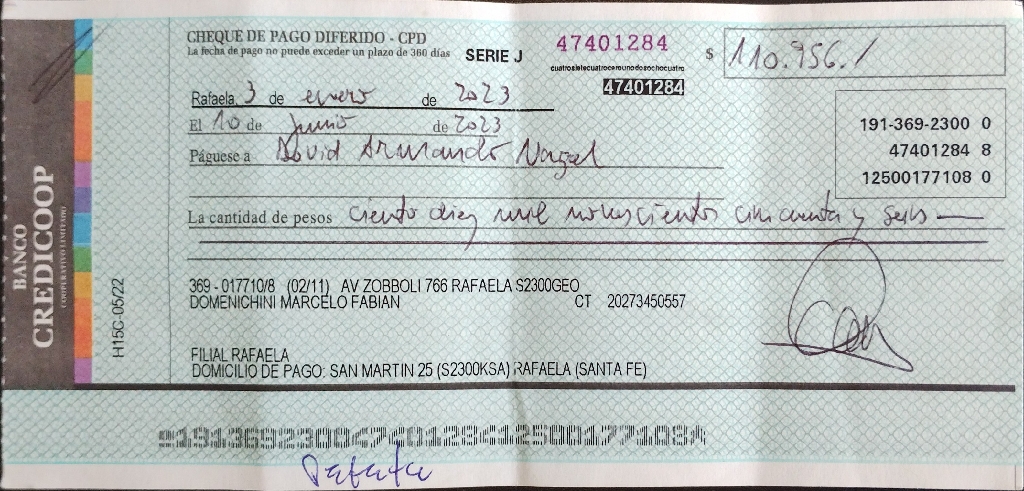 BANCO
CREDICOOP
COOPERATIVO LIMITADO
H15C-05/22
CHEQUE DE PAGO DIFERIDO - CPD
La fecha de pago no puede exceder un plazo de 360 días
SERIE J
47401284
cuatrosietecuatrocerounodosochocuatro
47401284
$ 110.956./
Rafaela, 3 de enero de 2023
El 10 de Junio de 2023
191-369-2300 0
47401284 8
12500177108 0
Páguese a David Armando Nagel
La cantidad de pesos ciento diez mil novecientos cincuenta y seis
369 - 017710/8 (02/11) AV ZOBBOLI 766 RAFAELA S2300GEO
DOMENICHINI MARCELO FABIAN CT 20273450557
FILIAL RAFAELA
DOMICILIO DE PAGO: SAN MARTIN 25 (S2300KSA) RAFAELA (SANTA FE)